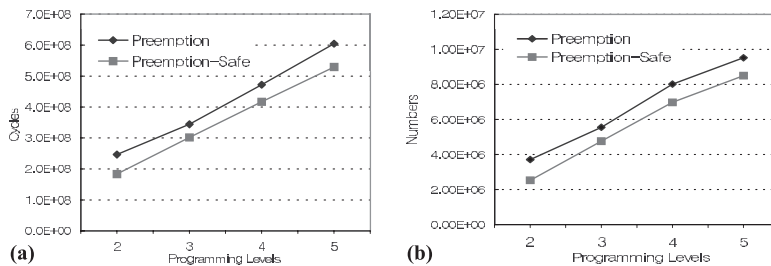 7.0E+08
6.0E+08
5.0E+08
4.0E+08
3.0E+08
2.0E+08
1.0E+08
0.0E+00
Cycles
Preemption
Preemption-Safe
2 3 4 5
Programming Levels
(a)
1.20E+07
1.00E+07
8.00E+06
6.00E+06
4.00E+06
2.00E+06
0.00E+00
Numbers
Preemption
Preemption-Safe
2 3 4 5
Programming Levels
(b)